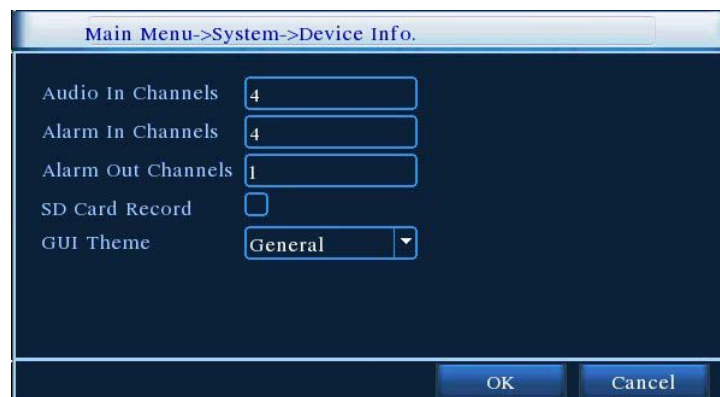 Main Menu->System->Device Info.
Audio In Channels 4
Alarm In Channels 4
Alarm Out Channels 1
SD Card Record
GUI Theme General
OK Cancel